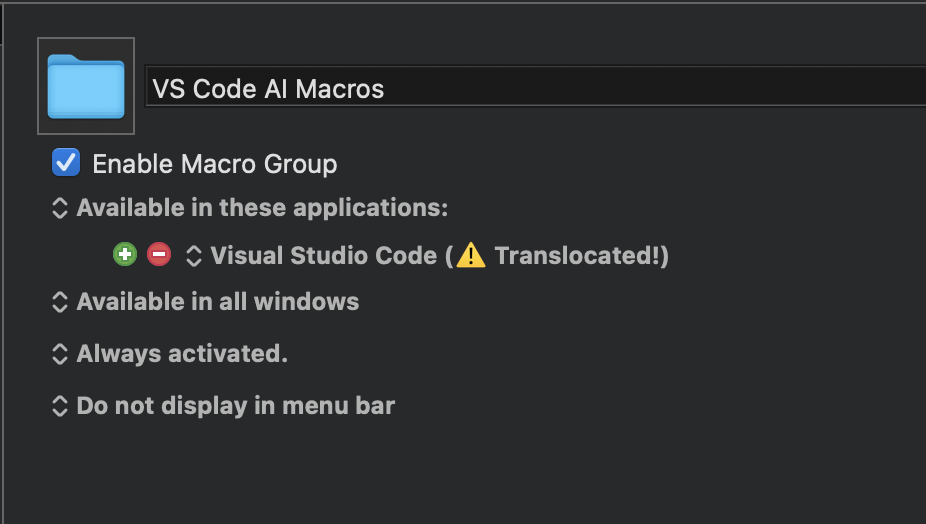 VS Code AI Macros
Enable Macro Group
Available in these applications:
Visual Studio Code (⚠️ Translocated!)
Available in all windows
Always activated.
Do not display in menu bar